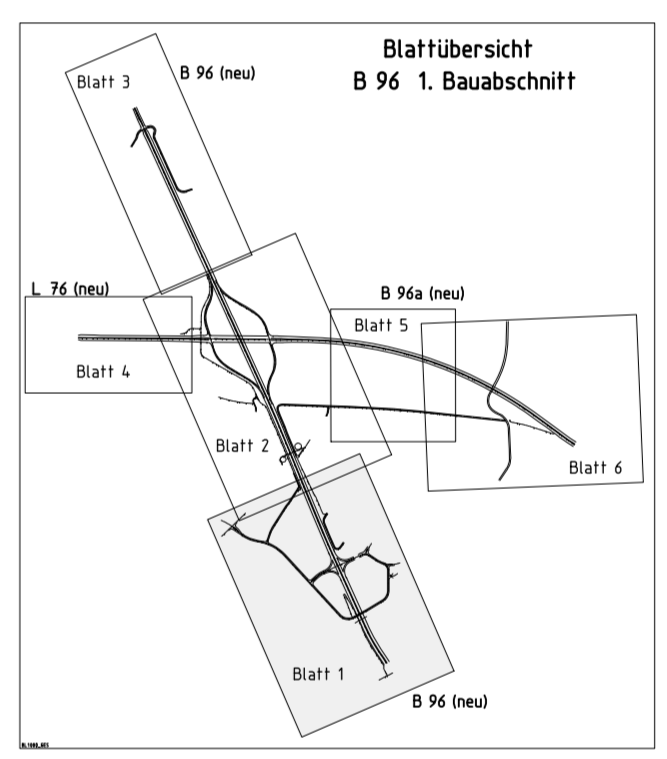 Blattübersicht
B 96 1. Bauabschnitt
Blatt 3
B 96 (neu)
L 76 (neu)
B 96a (neu)
Blatt 5
Blatt 4
Blatt 2
Blatt 6
Blatt 1
B 96 (neu)